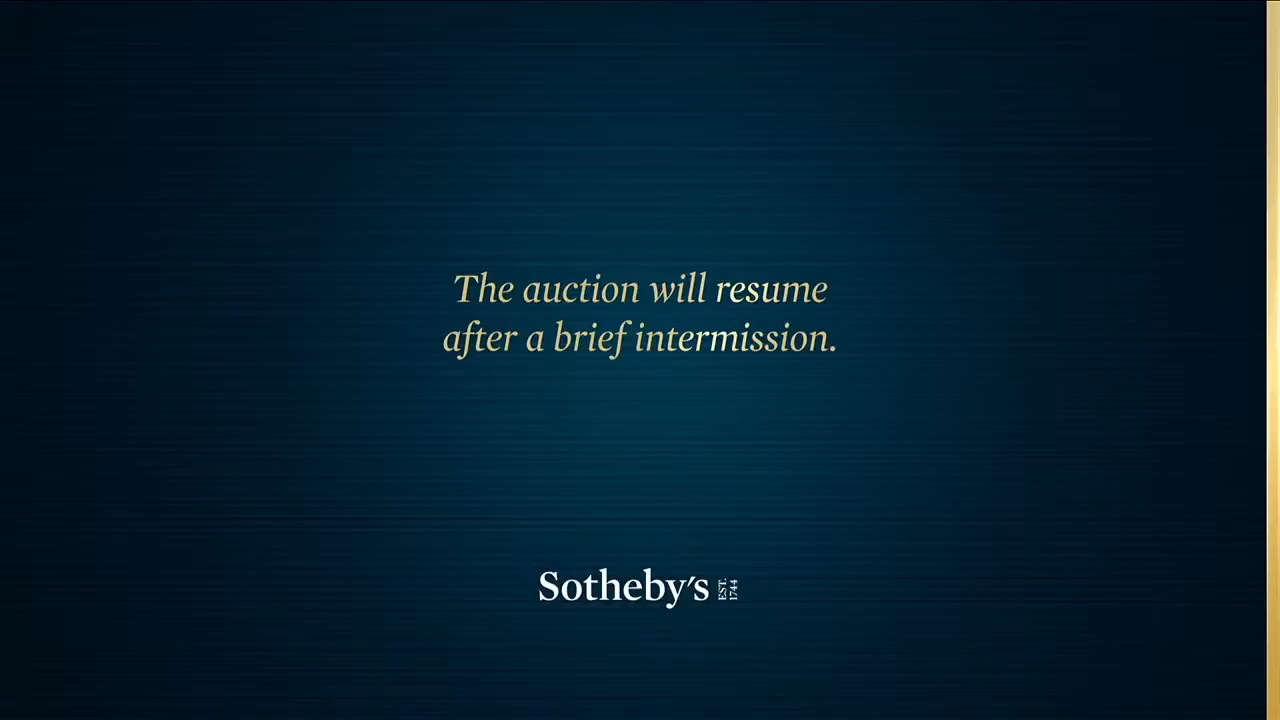 The auction will resume
after a brief intermission.
Sotheby's EST. 1744